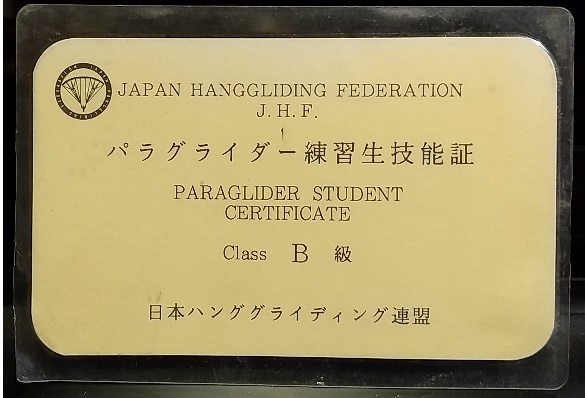 JAPAN HANGGLIDING FEDERATION
J.H.F.
パラグライダー練習生技能証
PARAGLIDER STUDENT
CERTIFICATE
Class B 級
日本ハンググライディング連盟